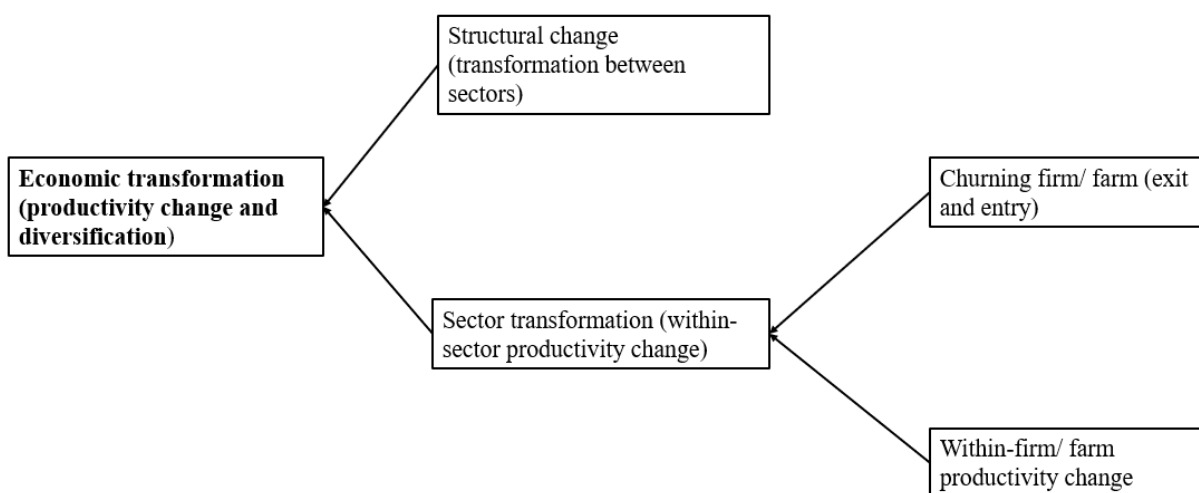 Structural change
(transformation between
sectors)
Economic transformation
(productivity change and
diversification)
Churning firm/ farm (exit
and entry)
Sector transformation (within-
sector productivity change)
Within-firm/ farm
productivity change